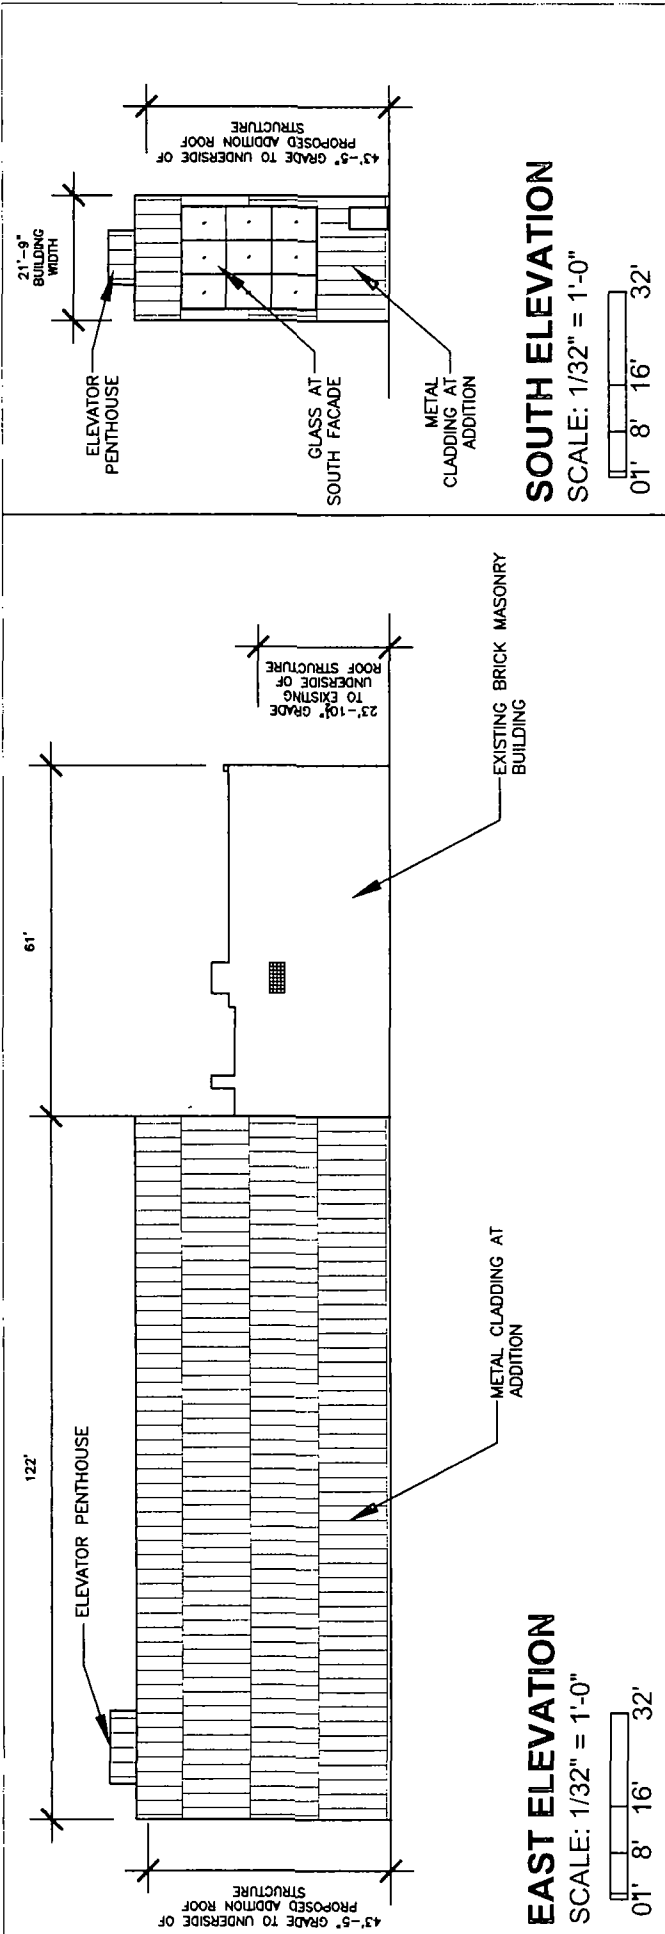 122'
61'
ELEVATOR PENTHOUSE
43'-5" GRADE TO UNDERSIDE OF
PROPOSED ADDITION ROOF
STRUCTURE
23'-10½" GRADE
TO EXISTING
UNDERSIDE OF
ROOF STRUCTURE
METAL CLADDING AT
ADDITION
EXISTING BRICK MASONRY
BUILDING
EAST ELEVATION
SCALE: 1/32" = 1'-0"
01' 8' 16' 32'
21'-9"
BUILDING
WIDTH
ELEVATOR
PENTHOUSE
43'-5" GRADE TO UNDERSIDE OF
PROPOSED ADDITION ROOF
STRUCTURE
GLASS AT
SOUTH FACADE
METAL
CLADDING AT
ADDITION
SOUTH ELEVATION
SCALE: 1/32" = 1'-0"
01' 8' 16' 32'